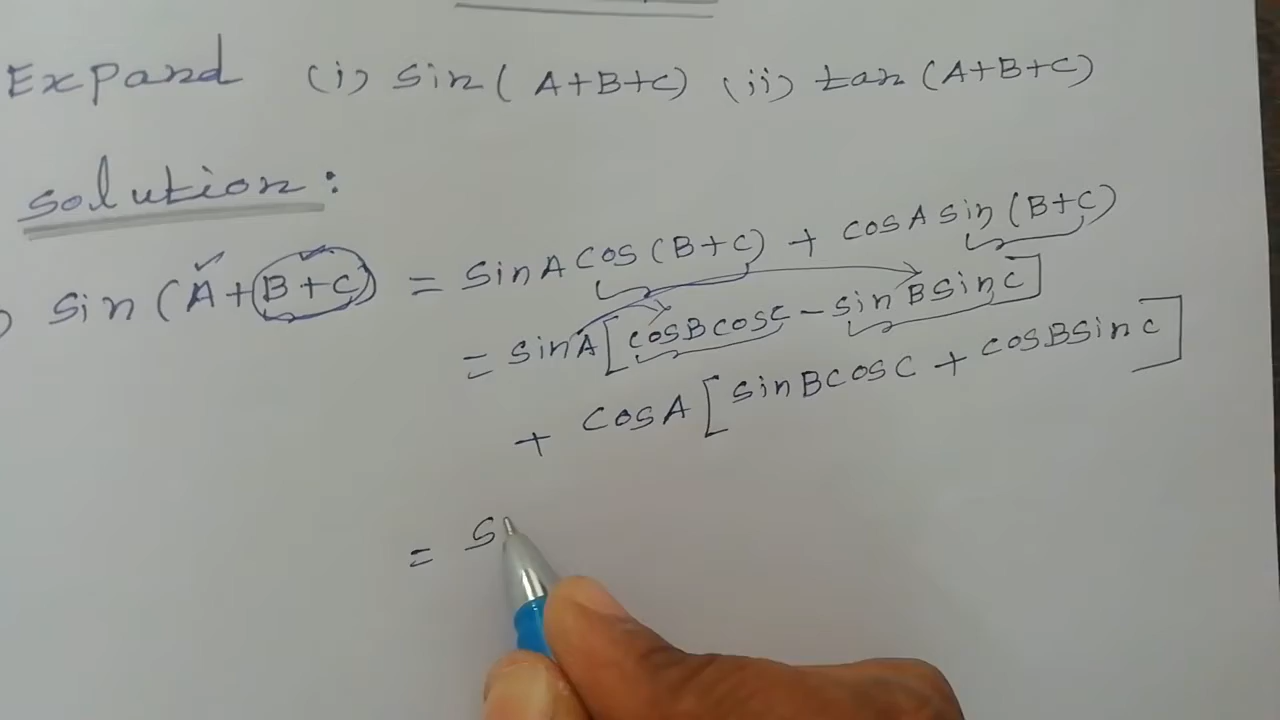 Expand (i) sin(A+B+C) (ii) tan(A+B+C)
Solution:
) sin(A+(B+C)) = sinA cos(B+C) + cosA sin(B+C)
= sinA[cosBcosC - sinBsinC]
+ cosA[sinBcosC + cosBsinC]
= S